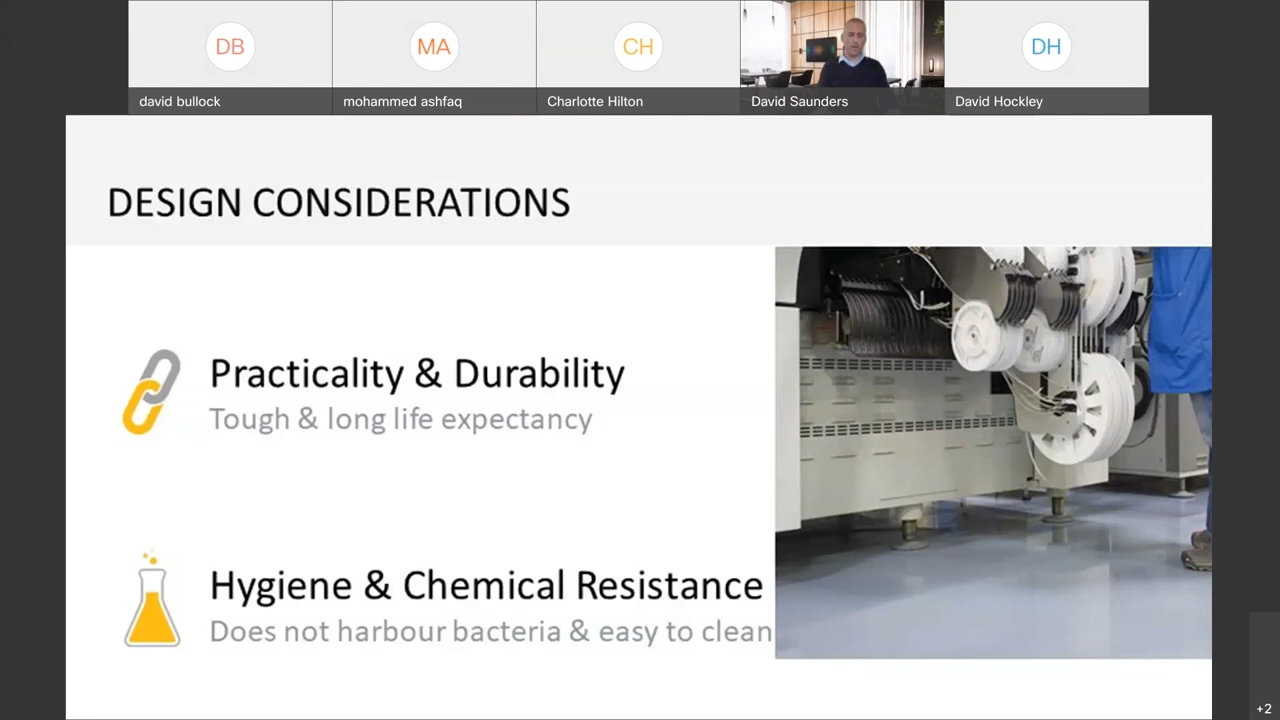 DB
MA
CH
DH
david bullock
mohammed ashfaq
Charlotte Hilton
David Saunders
David Hockley
DESIGN CONSIDERATIONS
Practicality & Durability
Tough & long life expectancy
Hygiene & Chemical Resistance
Does not harbour bacteria & easy to clean
+2